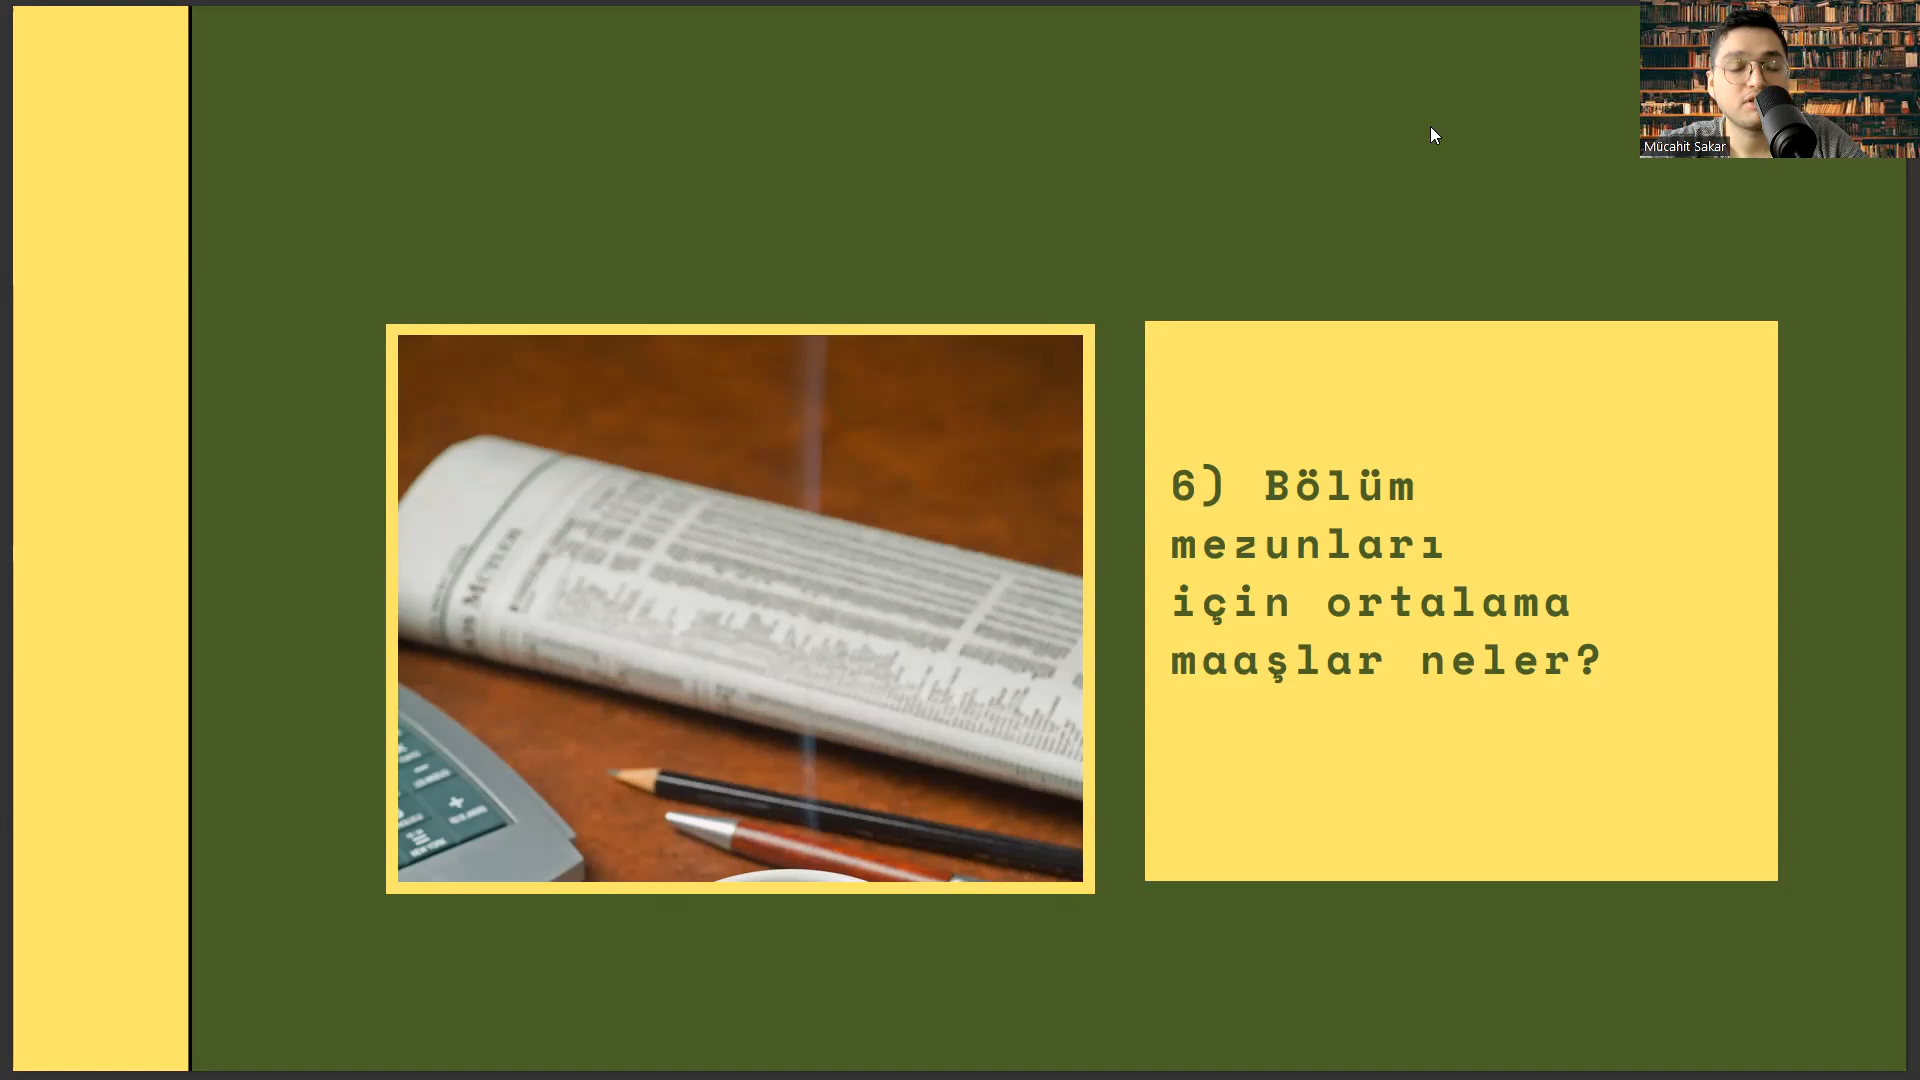 Mücahit Sakar
6) Bölüm
mezunları
için ortalama
maaşlar neler?